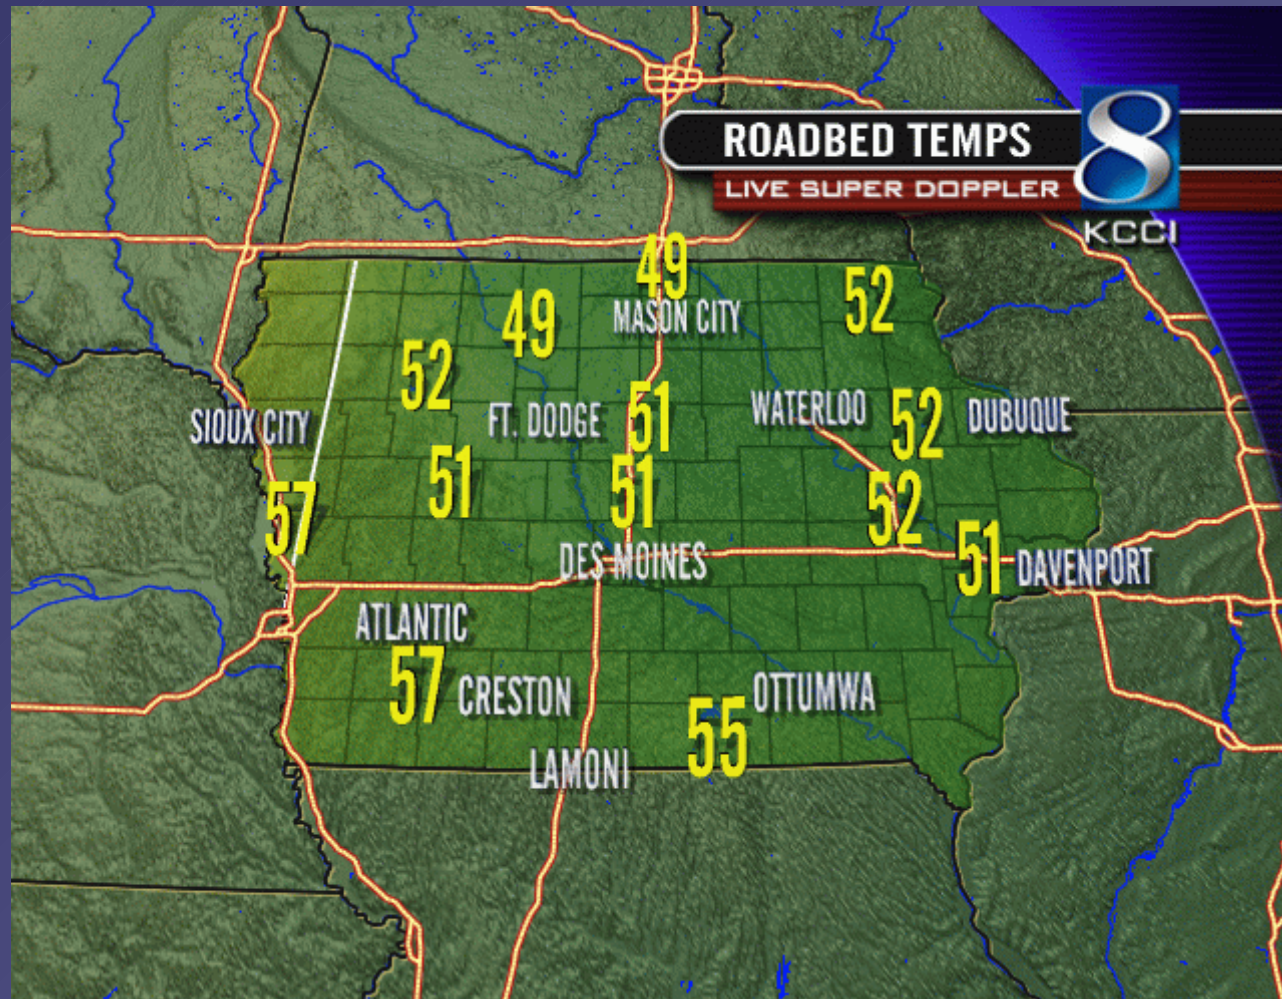 ROADBED TEMPS
8
LIVE SUPER DOPPLER
KCCI
49
52
49
MASON CITY
52
SIOUX CITY
FT. DODGE
51
WATERLOO
52
DUBUQUE
51
51
57
52
DES MOINES
51
DAVENPORT
ATLANTIC
57
CRESTON
OTTUMWA
55
LAMONI